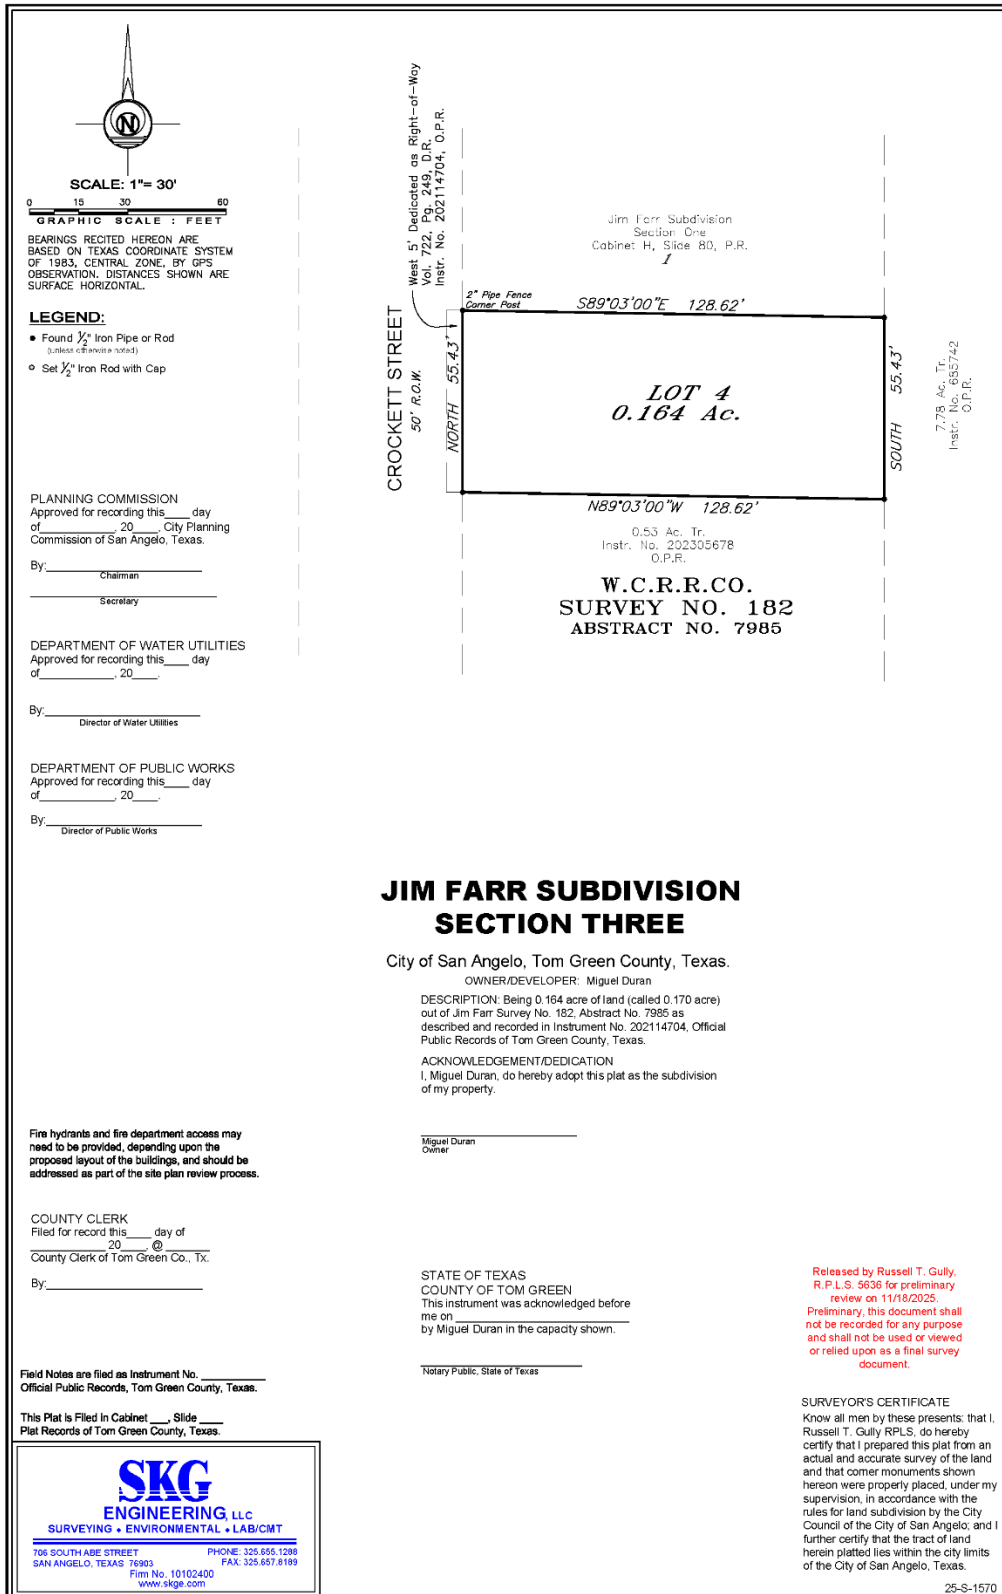 N
SCALE: 1"= 30'
0 15 30 60
GRAPHIC SCALE : FEET
BEARINGS RECITED HEREON ARE
BASED ON TEXAS COORDINATE SYSTEM
OF 1983, CENTRAL ZONE, BY GPS
OBSERVATION. DISTANCES SHOWN ARE
SURFACE HORIZONTAL.
LEGEND:
Found 1/2" Iron Pipe or Rod
(unless otherwise noted)
Set 1/2" Iron Rod with Cap
West 5' Dedicated as Right-of-Way
Vol. 722, Pg. 249, D.R.
Instr. No. 202114704, O.P.R.
Jim Farr Subdivision
Section One
Cabinet H, Slide 80, P.R.
1
2" Pipe Fence
Corner Post
S89°03'00"E 128.62'
CROCKETT STREET
50' R.O.W.
NORTH 55.43'
LOT 4
0.164 Ac.
SOUTH 55.43'
7.78 Ac. Tr.
Instr. No. 685742
O.P.R.
N89°03'00"W 128.62'
0.53 Ac. Tr.
Instr. No. 202305678
O.P.R.
W.C.R.R.CO.
SURVEY NO. 182
ABSTRACT NO. 7985
PLANNING COMMISSION
Approved for recording this____ day
of___________, 20____, City Planning
Commission of San Angelo, Texas.
By:______________________
Chairman
Secretary
DEPARTMENT OF WATER UTILITIES
Approved for recording this____ day
of___________, 20____.
By:______________________
Director of Water Utilities
DEPARTMENT OF PUBLIC WORKS
Approved for recording this____ day
of___________, 20____.
By:______________________
Director of Public Works
JIM FARR SUBDIVISION
SECTION THREE
City of San Angelo, Tom Green County, Texas.
OWNER/DEVELOPER: Miguel Duran
DESCRIPTION: Being 0.164 acre of land (called 0.170 acre)
out of Jim Farr Survey No. 182, Abstract No. 7985 as
described and recorded in Instrument No. 202114704, Official
Public Records of Tom Green County, Texas.
ACKNOWLEDGEMENT/DEDICATION
I, Miguel Duran, do hereby adopt this plat as the subdivision
of my property.
Miguel Duran
Owner
Fire hydrants and fire department access may
need to be provided, depending upon the
proposed layout of the buildings, and should be
addressed as part of the site plan review process.
COUNTY CLERK
Filed for record this____ day of
___________ 20____, @ _______
County Clerk of Tom Green Co., Tx.
By:______________________
STATE OF TEXAS
COUNTY OF TOM GREEN
This instrument was acknowledged before
me on ______________________
by Miguel Duran in the capacity shown.
Notary Public, State of Texas
Released by Russell T. Gully,
R.P.L.S. 5636 for preliminary
review on 11/18/2025.
Preliminary, this document shall
not be recorded for any purpose
and shall not be used or viewed
or relied upon as a final survey
document.
Field Notes are filed as Instrument No. __________
Official Public Records, Tom Green County, Texas.
This Plat is Filed in Cabinet ___, Slide ____
Plat Records of Tom Green County, Texas.
SURVEYOR'S CERTIFICATE
Know all men by these presents: that I,
Russell T. Gully RPLS, do hereby
certify that I prepared this plat from an
actual and accurate survey of the land
and that corner monuments shown
hereon were properly placed, under my
supervision, in accordance with the
rules for land subdivision by the City
Council of the City of San Angelo; and I
further certify that the tract of land
herein platted lies within the city limits
of the City of San Angelo, Texas.
SKG
ENGINEERING, LLC
SURVEYING • ENVIRONMENTAL • LAB/CMT
706 SOUTH ABE STREET PHONE: 325.655.1288
SAN ANGELO, TEXAS 76903 FAX: 325.657.8189
Firm No. 10102400
www.skge.com
25-S-1570